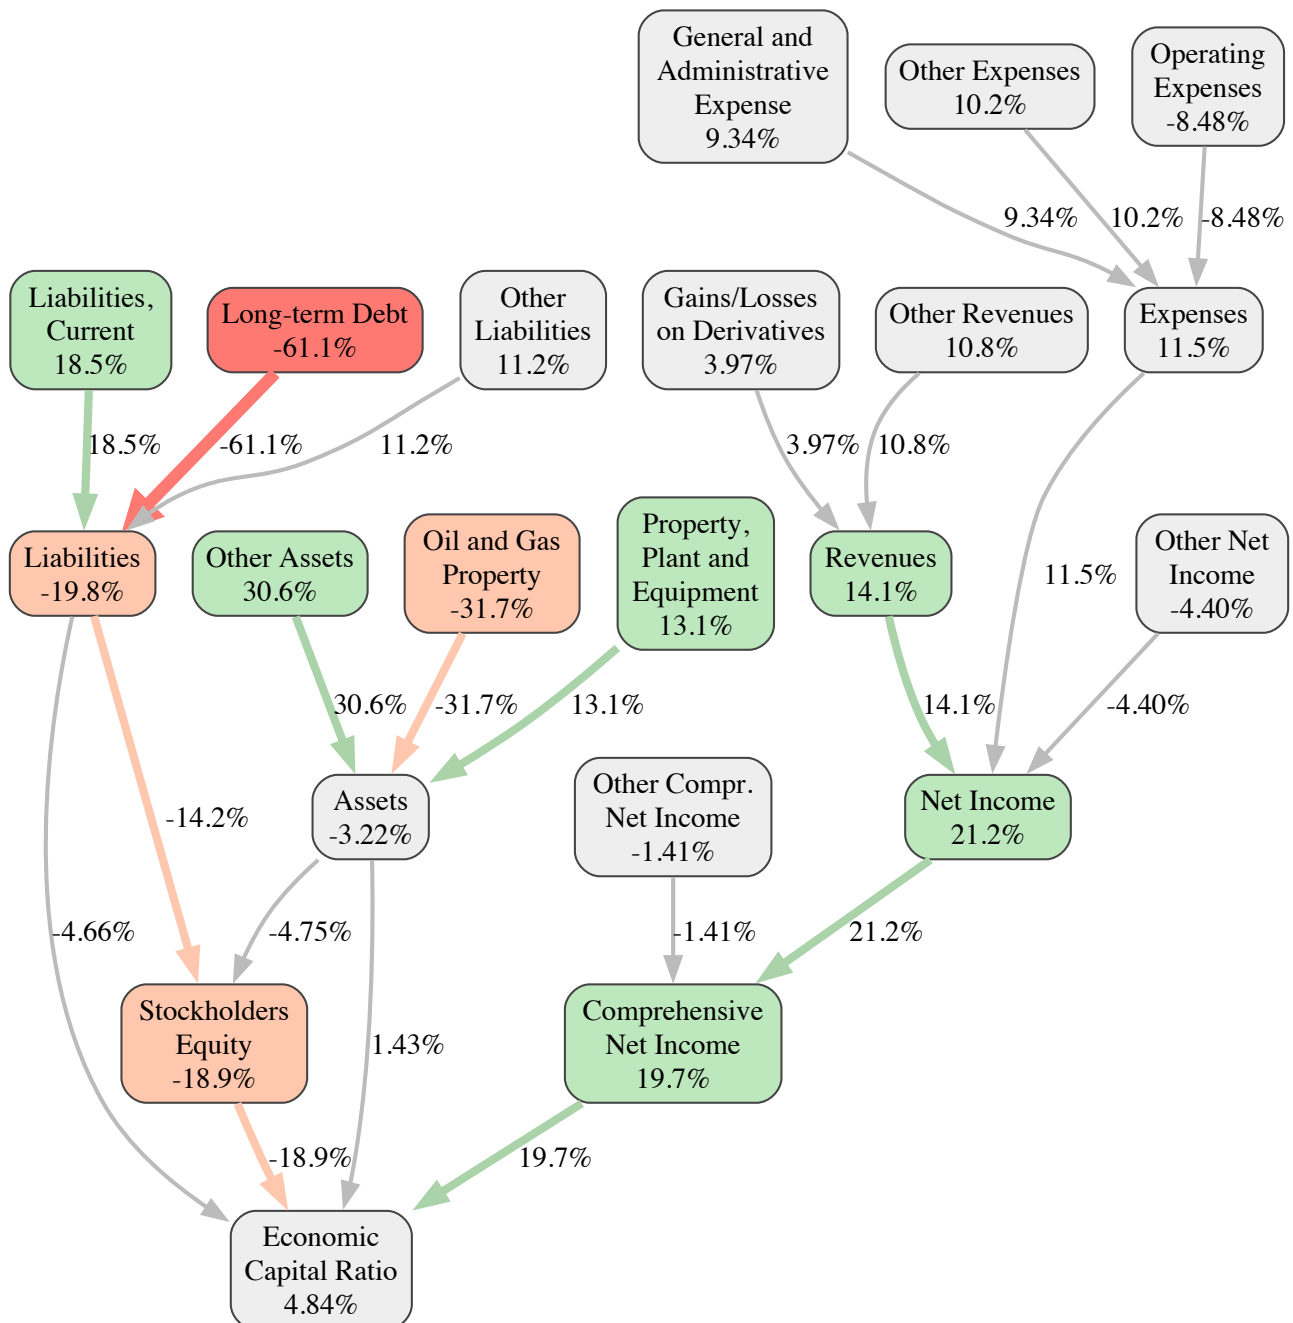 General and
Administrative
Expense
9.34%
Other Expenses
10.2%
Operating
Expenses
-8.48%
9.34%
10.2%
-8.48%
Liabilities,
Current
18.5%
Long-term Debt
-61.1%
Other
Liabilities
11.2%
Gains/Losses
on Derivatives
3.97%
Other Revenues
10.8%
Expenses
11.5%
18.5%
-61.1%
11.2%
3.97%
10.8%
Liabilities
-19.8%
Other Assets
30.6%
Oil and Gas
Property
-31.7%
Property,
Plant and
Equipment
13.1%
Revenues
14.1%
11.5%
Other Net
Income
-4.40%
30.6%
-31.7%
13.1%
14.1%
-4.40%
-14.2%
Assets
-3.22%
Other Compr.
Net Income
-1.41%
Net Income
21.2%
-4.66%
-4.75%
-1.41%
21.2%
Stockholders
Equity
-18.9%
1.43%
Comprehensive
Net Income
19.7%
-18.9%
19.7%
Economic
Capital Ratio
4.84%